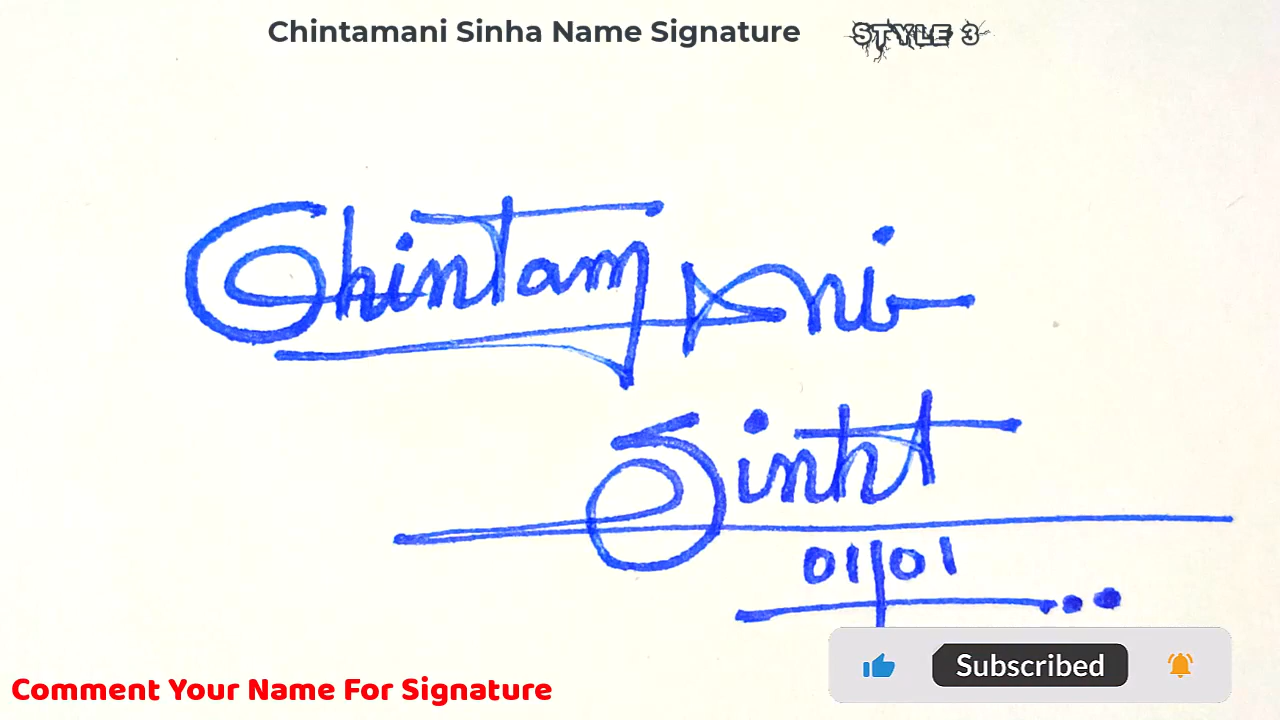 Chintamani Sinha Name Signature STYLE 3
Chintamani
Sinha
01/01
Subscribed
Comment Your Name For Signature